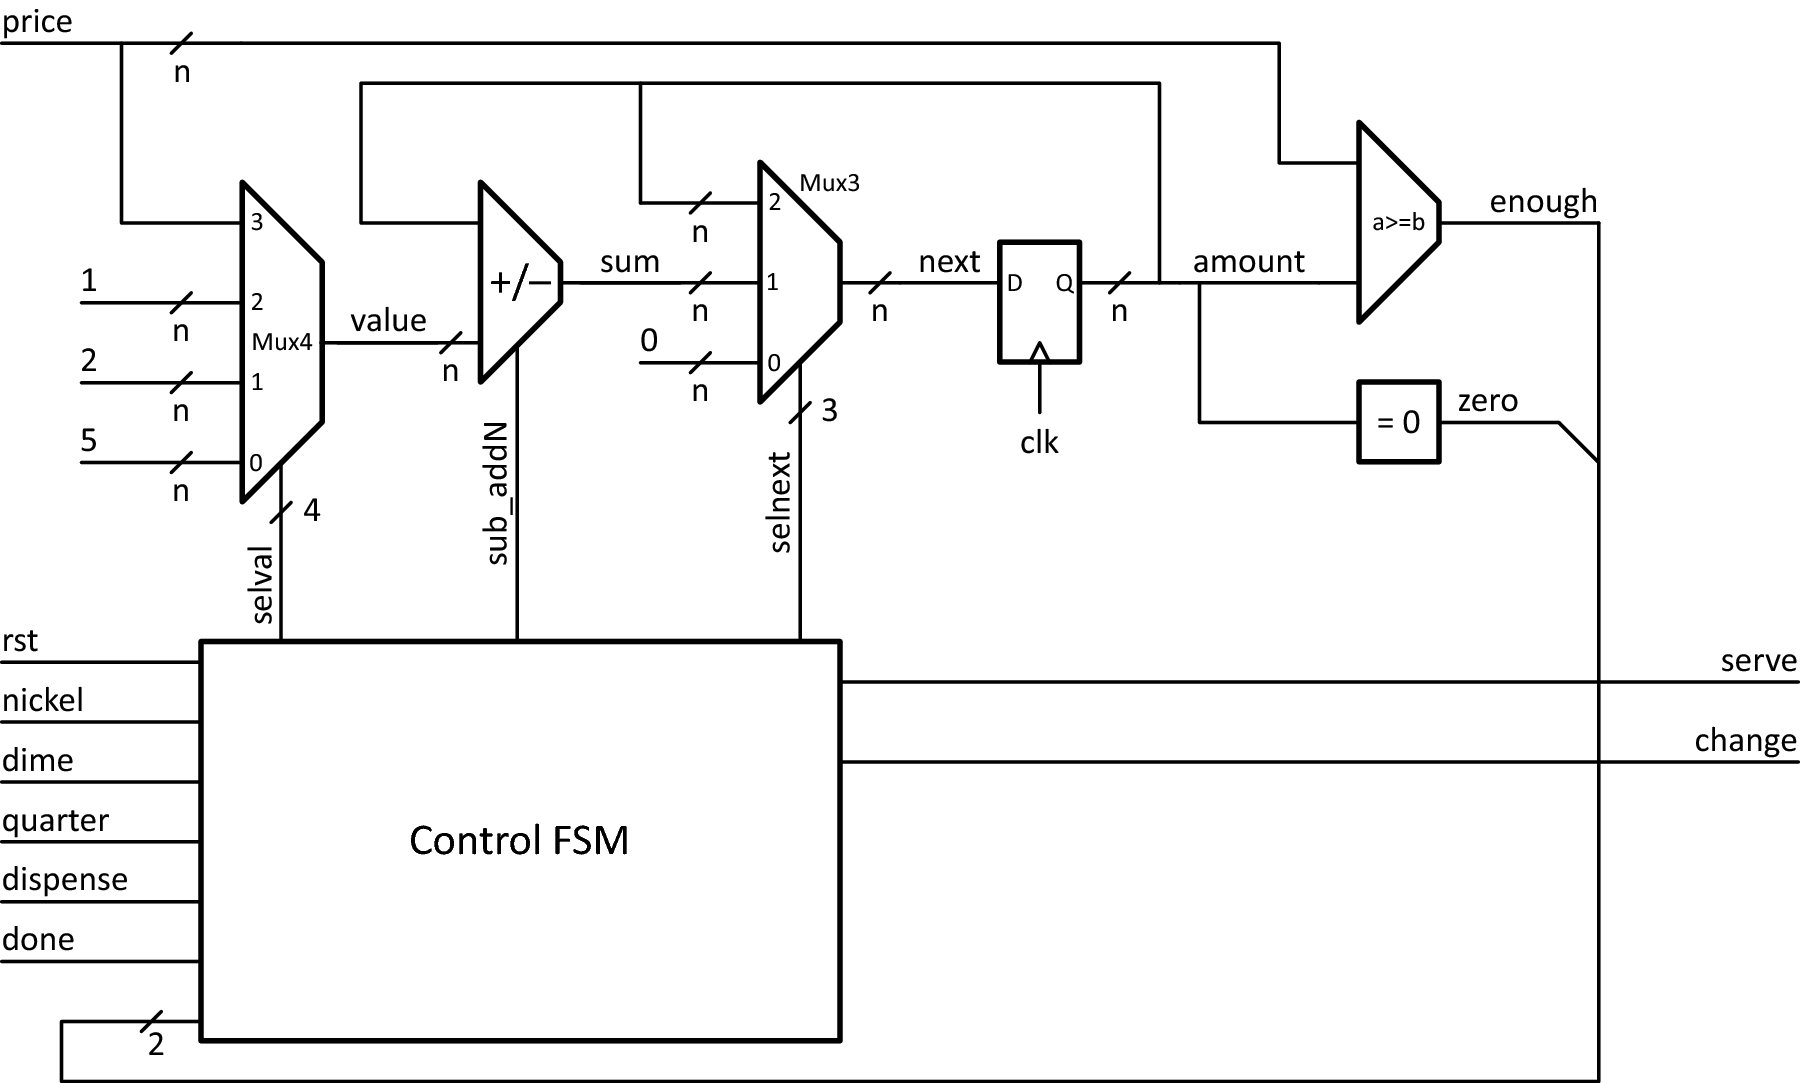 price
n
Mux3
3
2
a>=b
enough
n
1
+/−
sum
1
next
D
Q
amount
2
n
n
n
n
n
Mux4
value
0
2
n
0
zero
1
n
n
3
= 0
clk
5
0
n
4
selval
sub_addN
selnext
rst
serve
nickel
change
dime
quarter
Control FSM
dispense
done
2